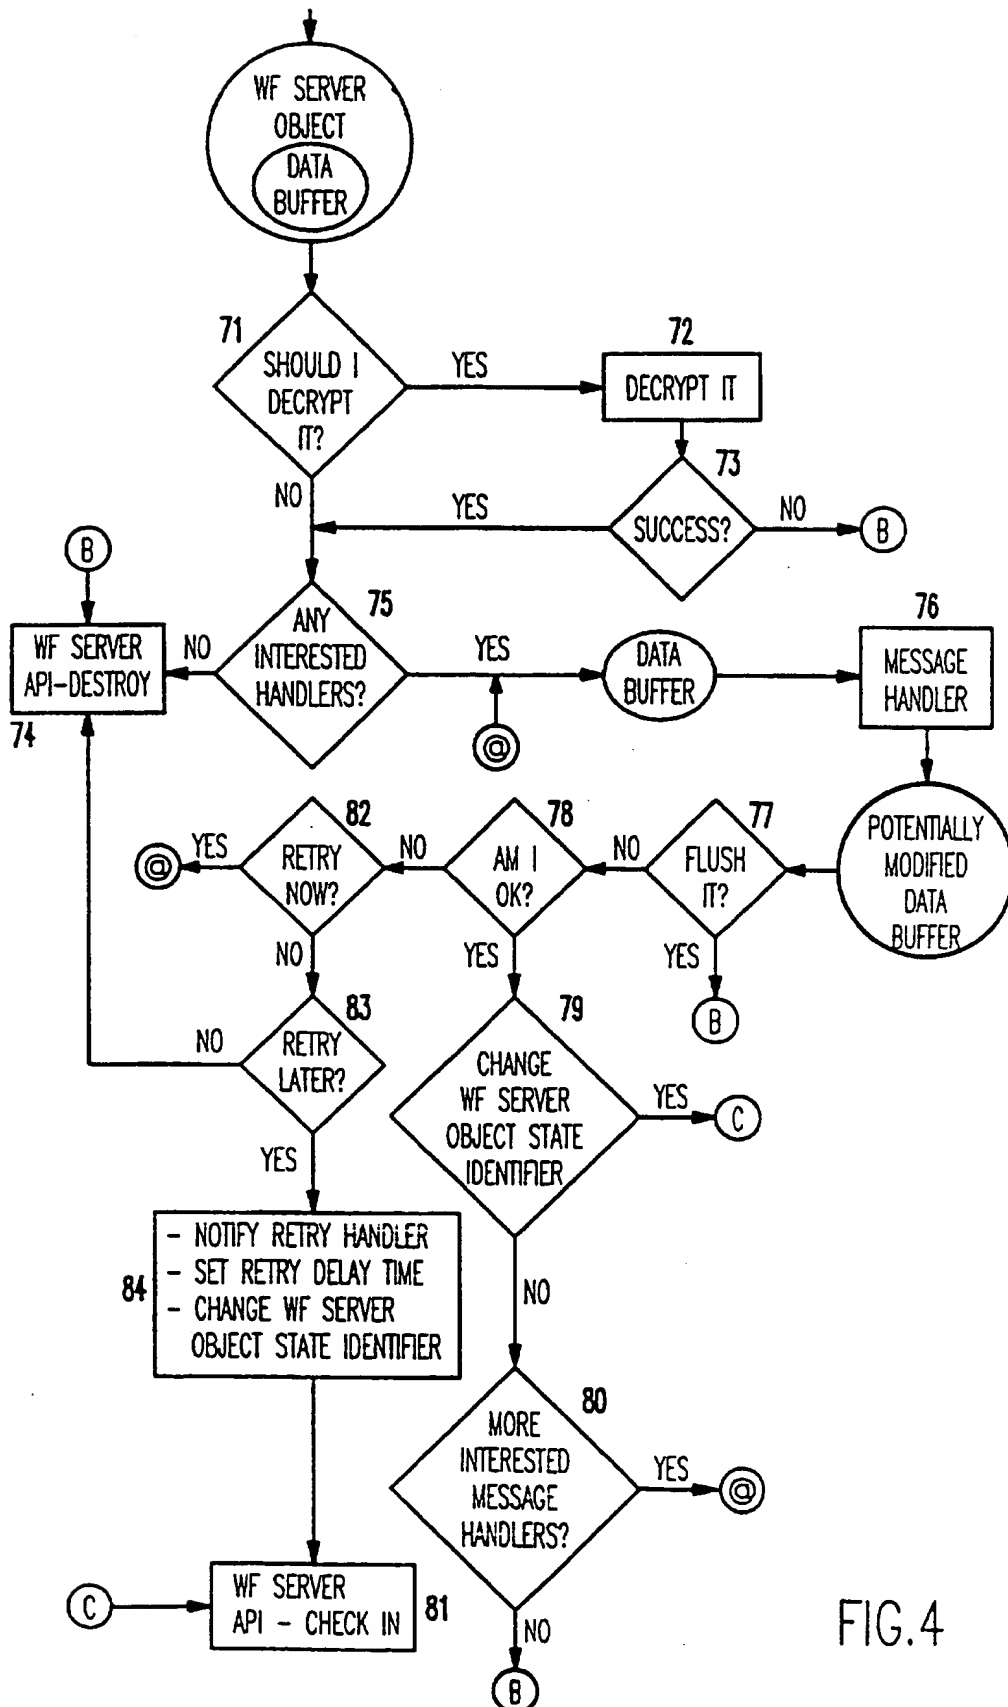 WF SERVER
OBJECT
DATA
BUFFER
71
SHOULD I
DECRYPT
IT?
YES
72
DECRYPT IT
73
SUCCESS?
YES
NO
B
NO
B
75
ANY
INTERESTED
HANDLERS?
NO
WF SERVER
API-DESTROY
74
YES
@
DATA
BUFFER
76
MESSAGE
HANDLER
POTENTIALLY
MODIFIED
DATA
BUFFER
77
FLUSH
IT?
YES
B
NO
78
AM I
OK?
NO
82
RETRY
NOW?
YES
@
NO
83
RETRY
LATER?
NO
YES
84
- NOTIFY RETRY HANDLER
- SET RETRY DELAY TIME
- CHANGE WF SERVER
OBJECT STATE IDENTIFIER
YES
79
CHANGE
WF SERVER
OBJECT STATE
IDENTIFIER
YES
C
NO
80
MORE
INTERESTED
MESSAGE
HANDLERS?
YES
@
NO
B
C
WF SERVER
API - CHECK IN
81
FIG.4